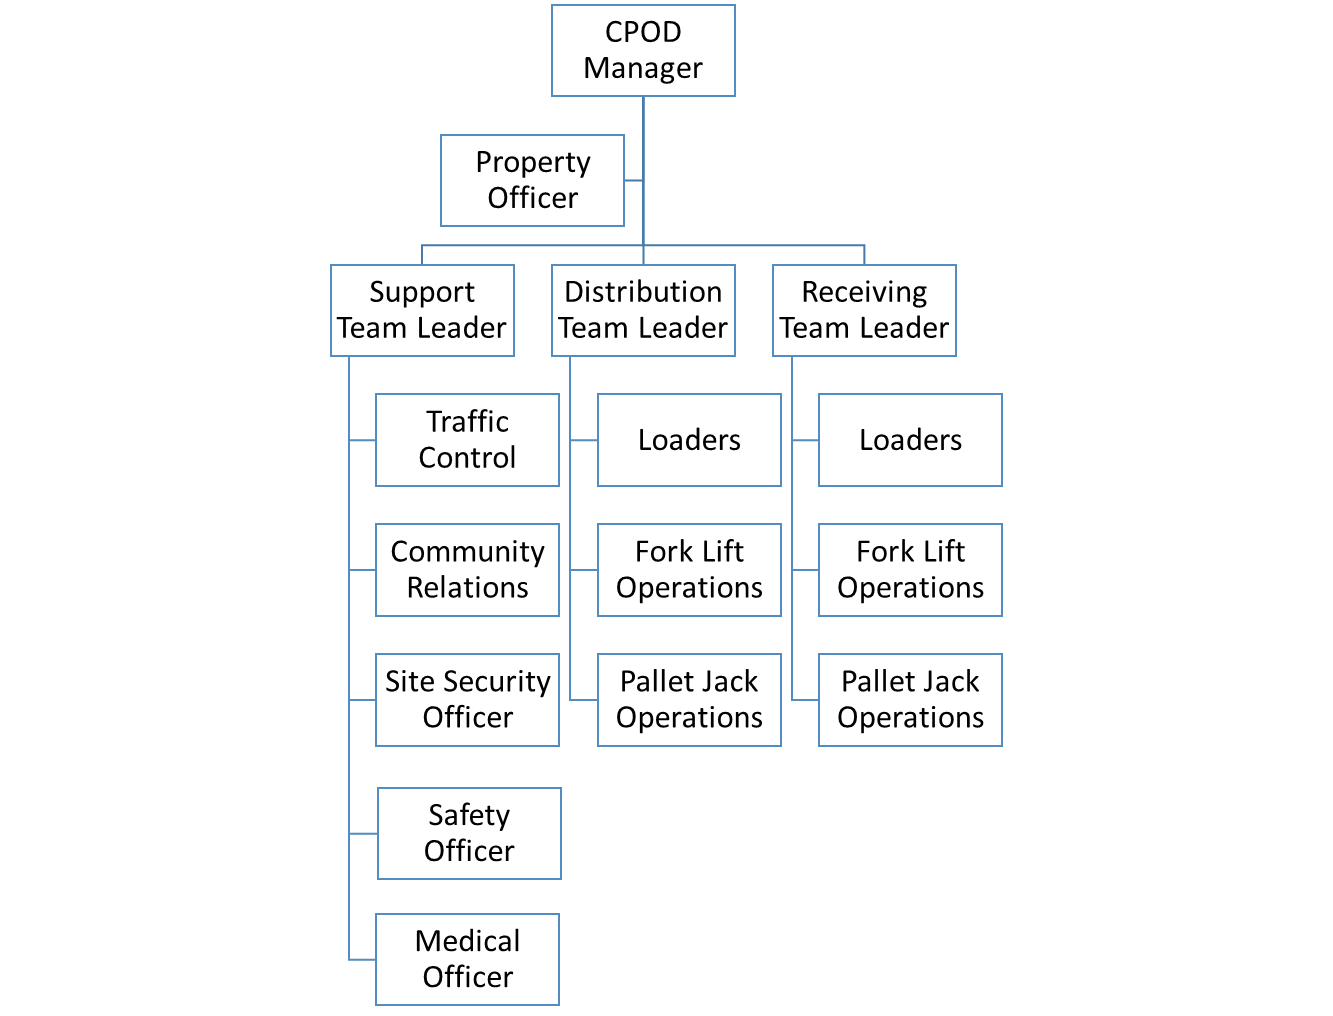 CPOD
Manager
Property
Officer
Support
Team Leader
Distribution
Team Leader
Receiving
Team Leader
Traffic
Control
Loaders
Loaders
Community
Relations
Fork Lift
Operations
Fork Lift
Operations
Site Security
Officer
Pallet Jack
Operations
Pallet Jack
Operations
Safety
Officer
Medical
Officer